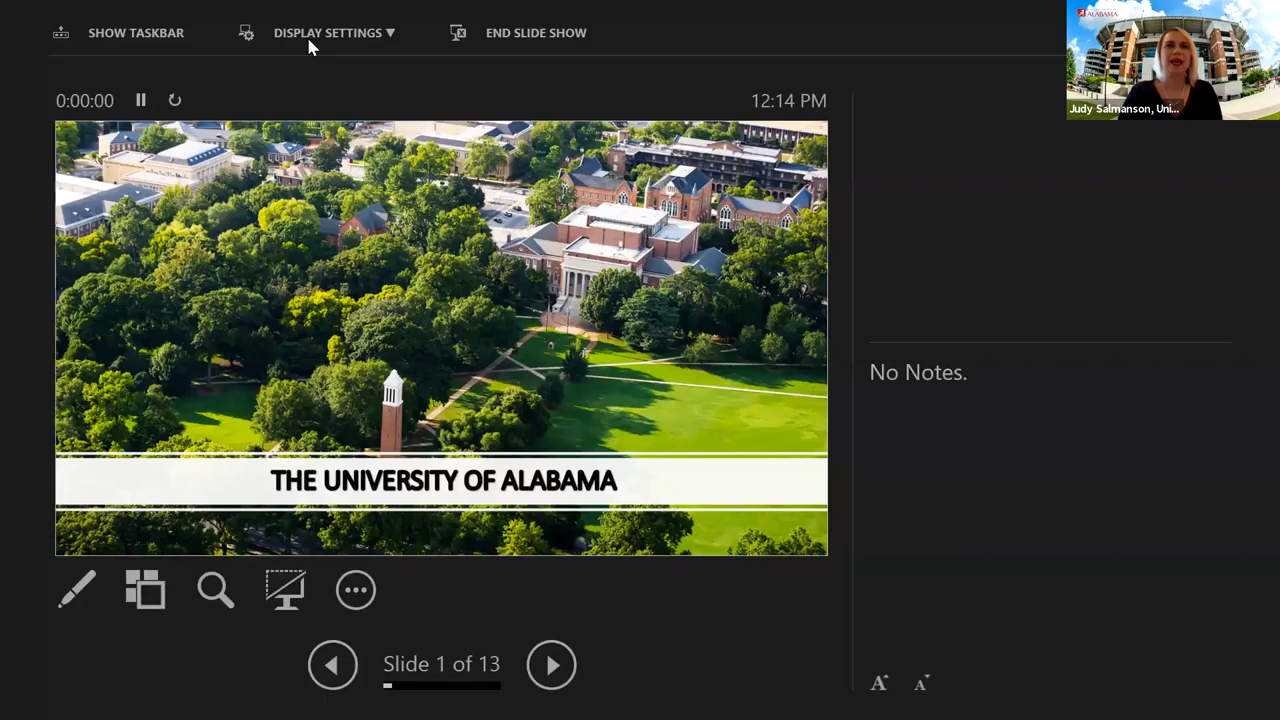 SHOW TASKBAR
DISPLAY SETTINGS ▼
END SLIDE SHOW
ALABAMA
Judy Salmanson, Uni...
0:00:00
12:14 PM
THE UNIVERSITY OF ALABAMA
No Notes.
Slide 1 of 13
A
A